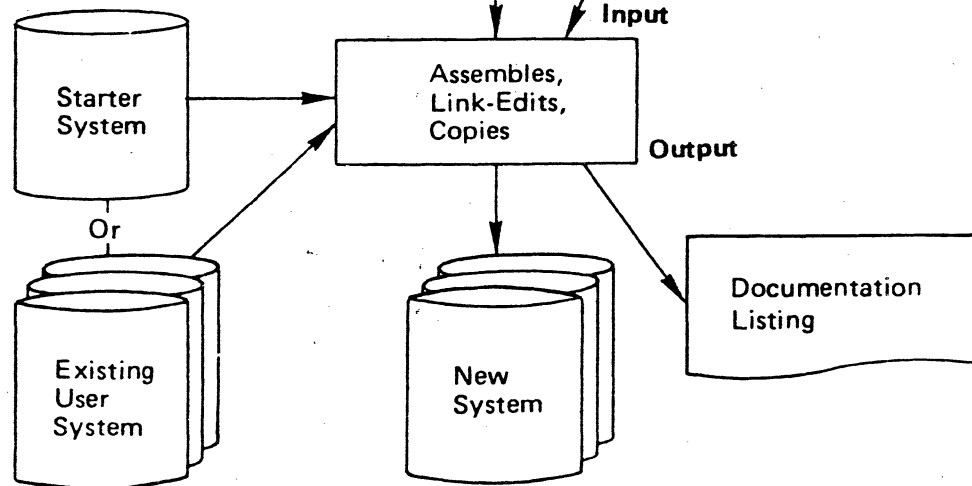 Input
Starter
System
Assembles,
Link-Edits,
Copies
Output
Or
Existing
User
System
New
System
Documentation
Listing